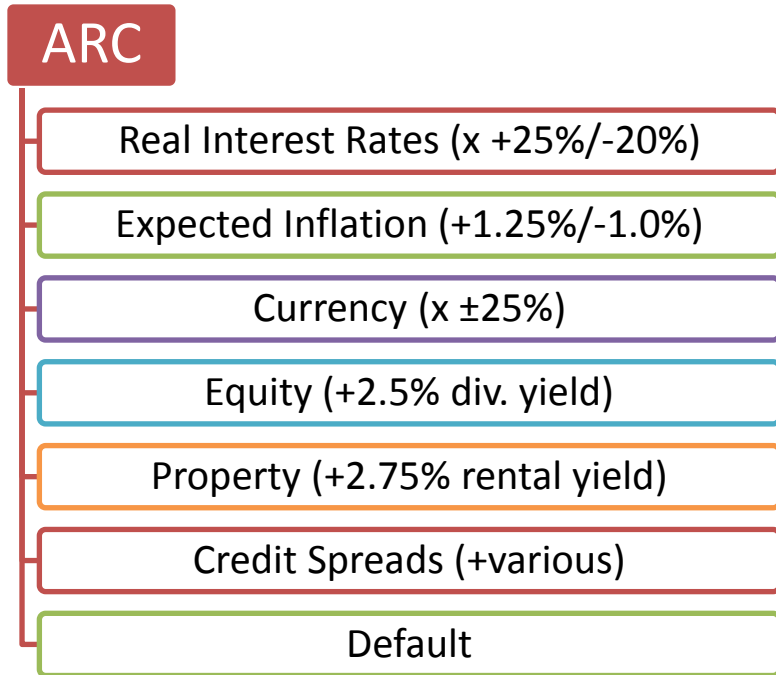 ARC
Real Interest Rates (x +25%/-20%)
Expected Inflation (+1.25%/-1.0%)
Currency (x ±25%)
Equity (+2.5% div. yield)
Property (+2.75% rental yield)
Credit Spreads (+various)
Default